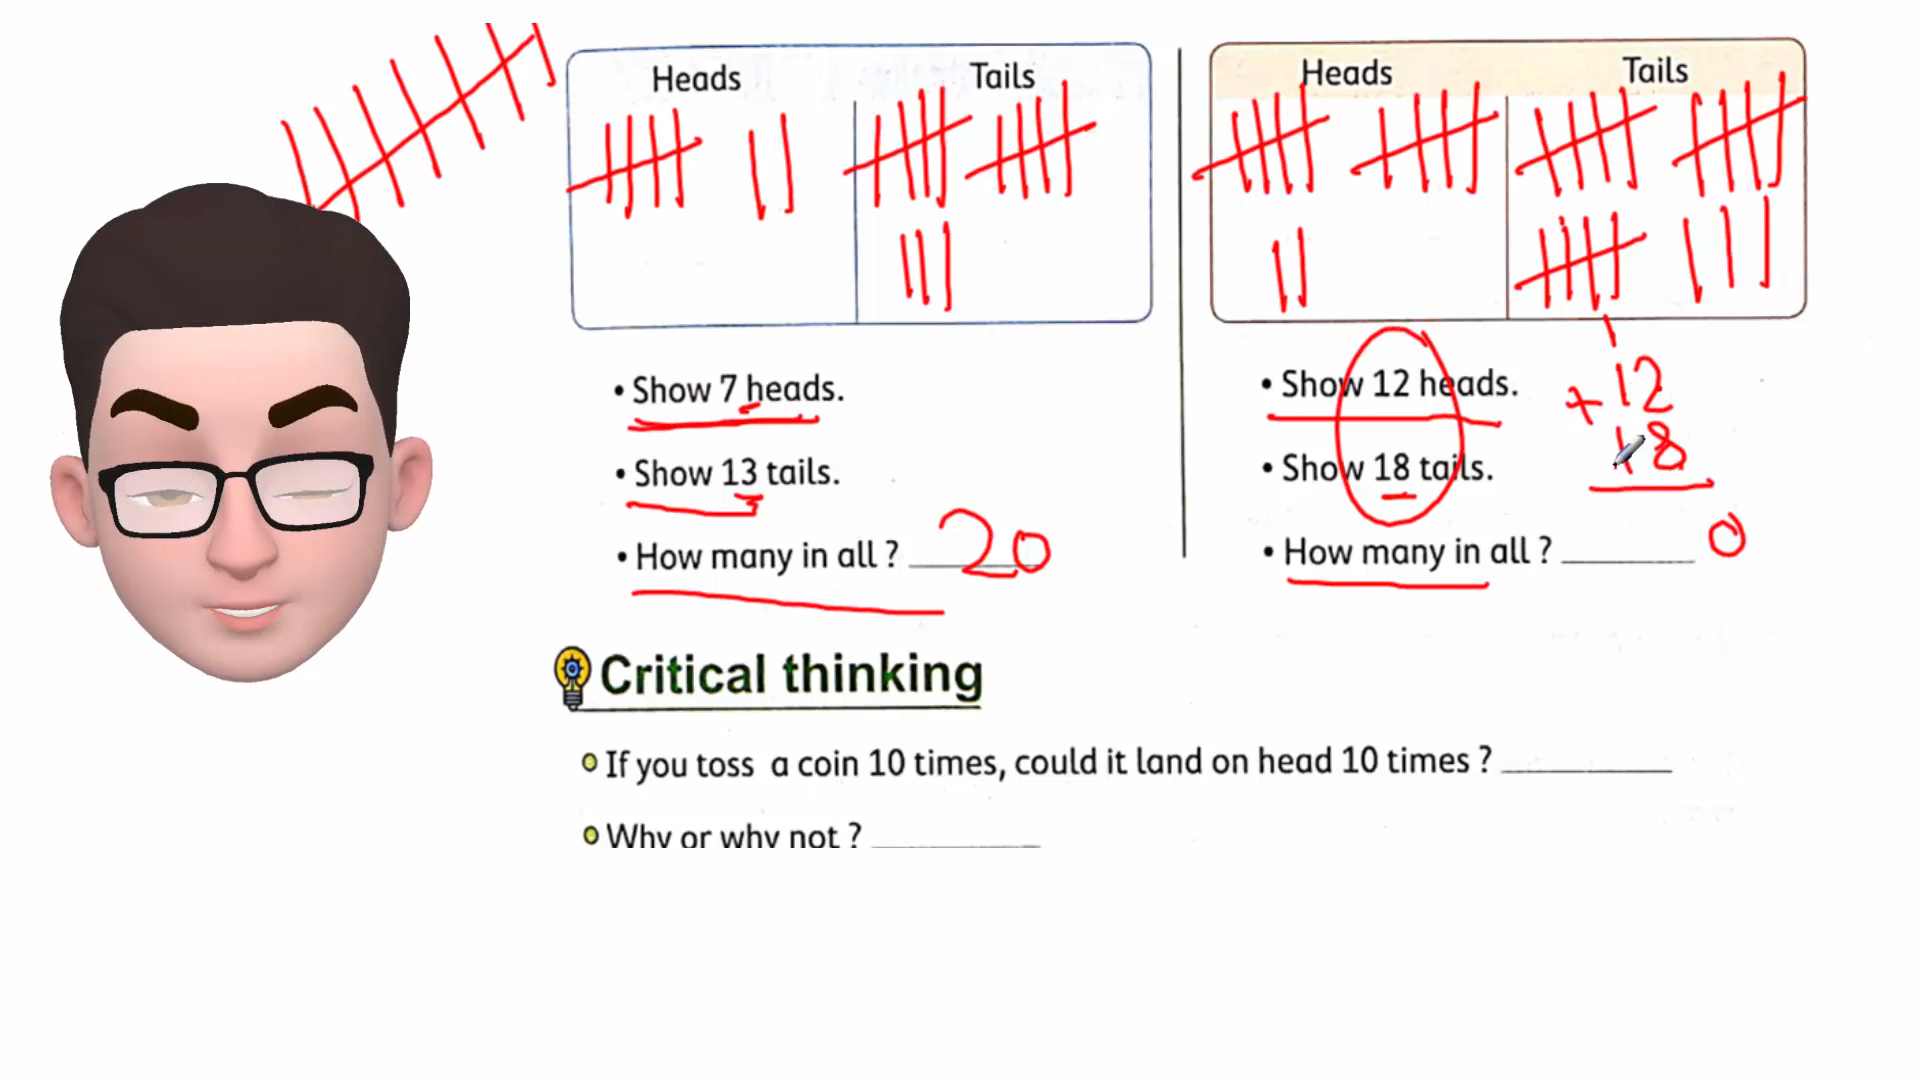 Heads Tails
• Show 7 heads.
• Show 13 tails.
• How many in all ? 20
Heads Tails
• Show 12 heads.
• Show 18 tails.
• How many in all ? 0
1
12
+
18
Critical thinking
If you toss a coin 10 times, could it land on head 10 times ?
Why or why not ?